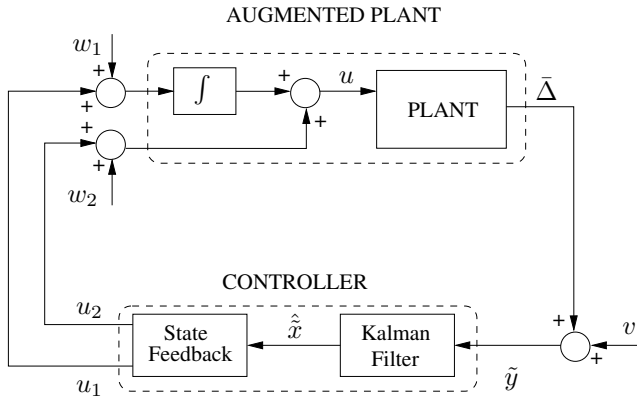 AUGMENTED PLANT
w₁
+
+
∫
+
+
u
PLANT
Δ̄
+
+
w₂
CONTROLLER
u₂
State
Feedback
x̃̂
Kalman
Filter
+
+
v
ỹ
u₁